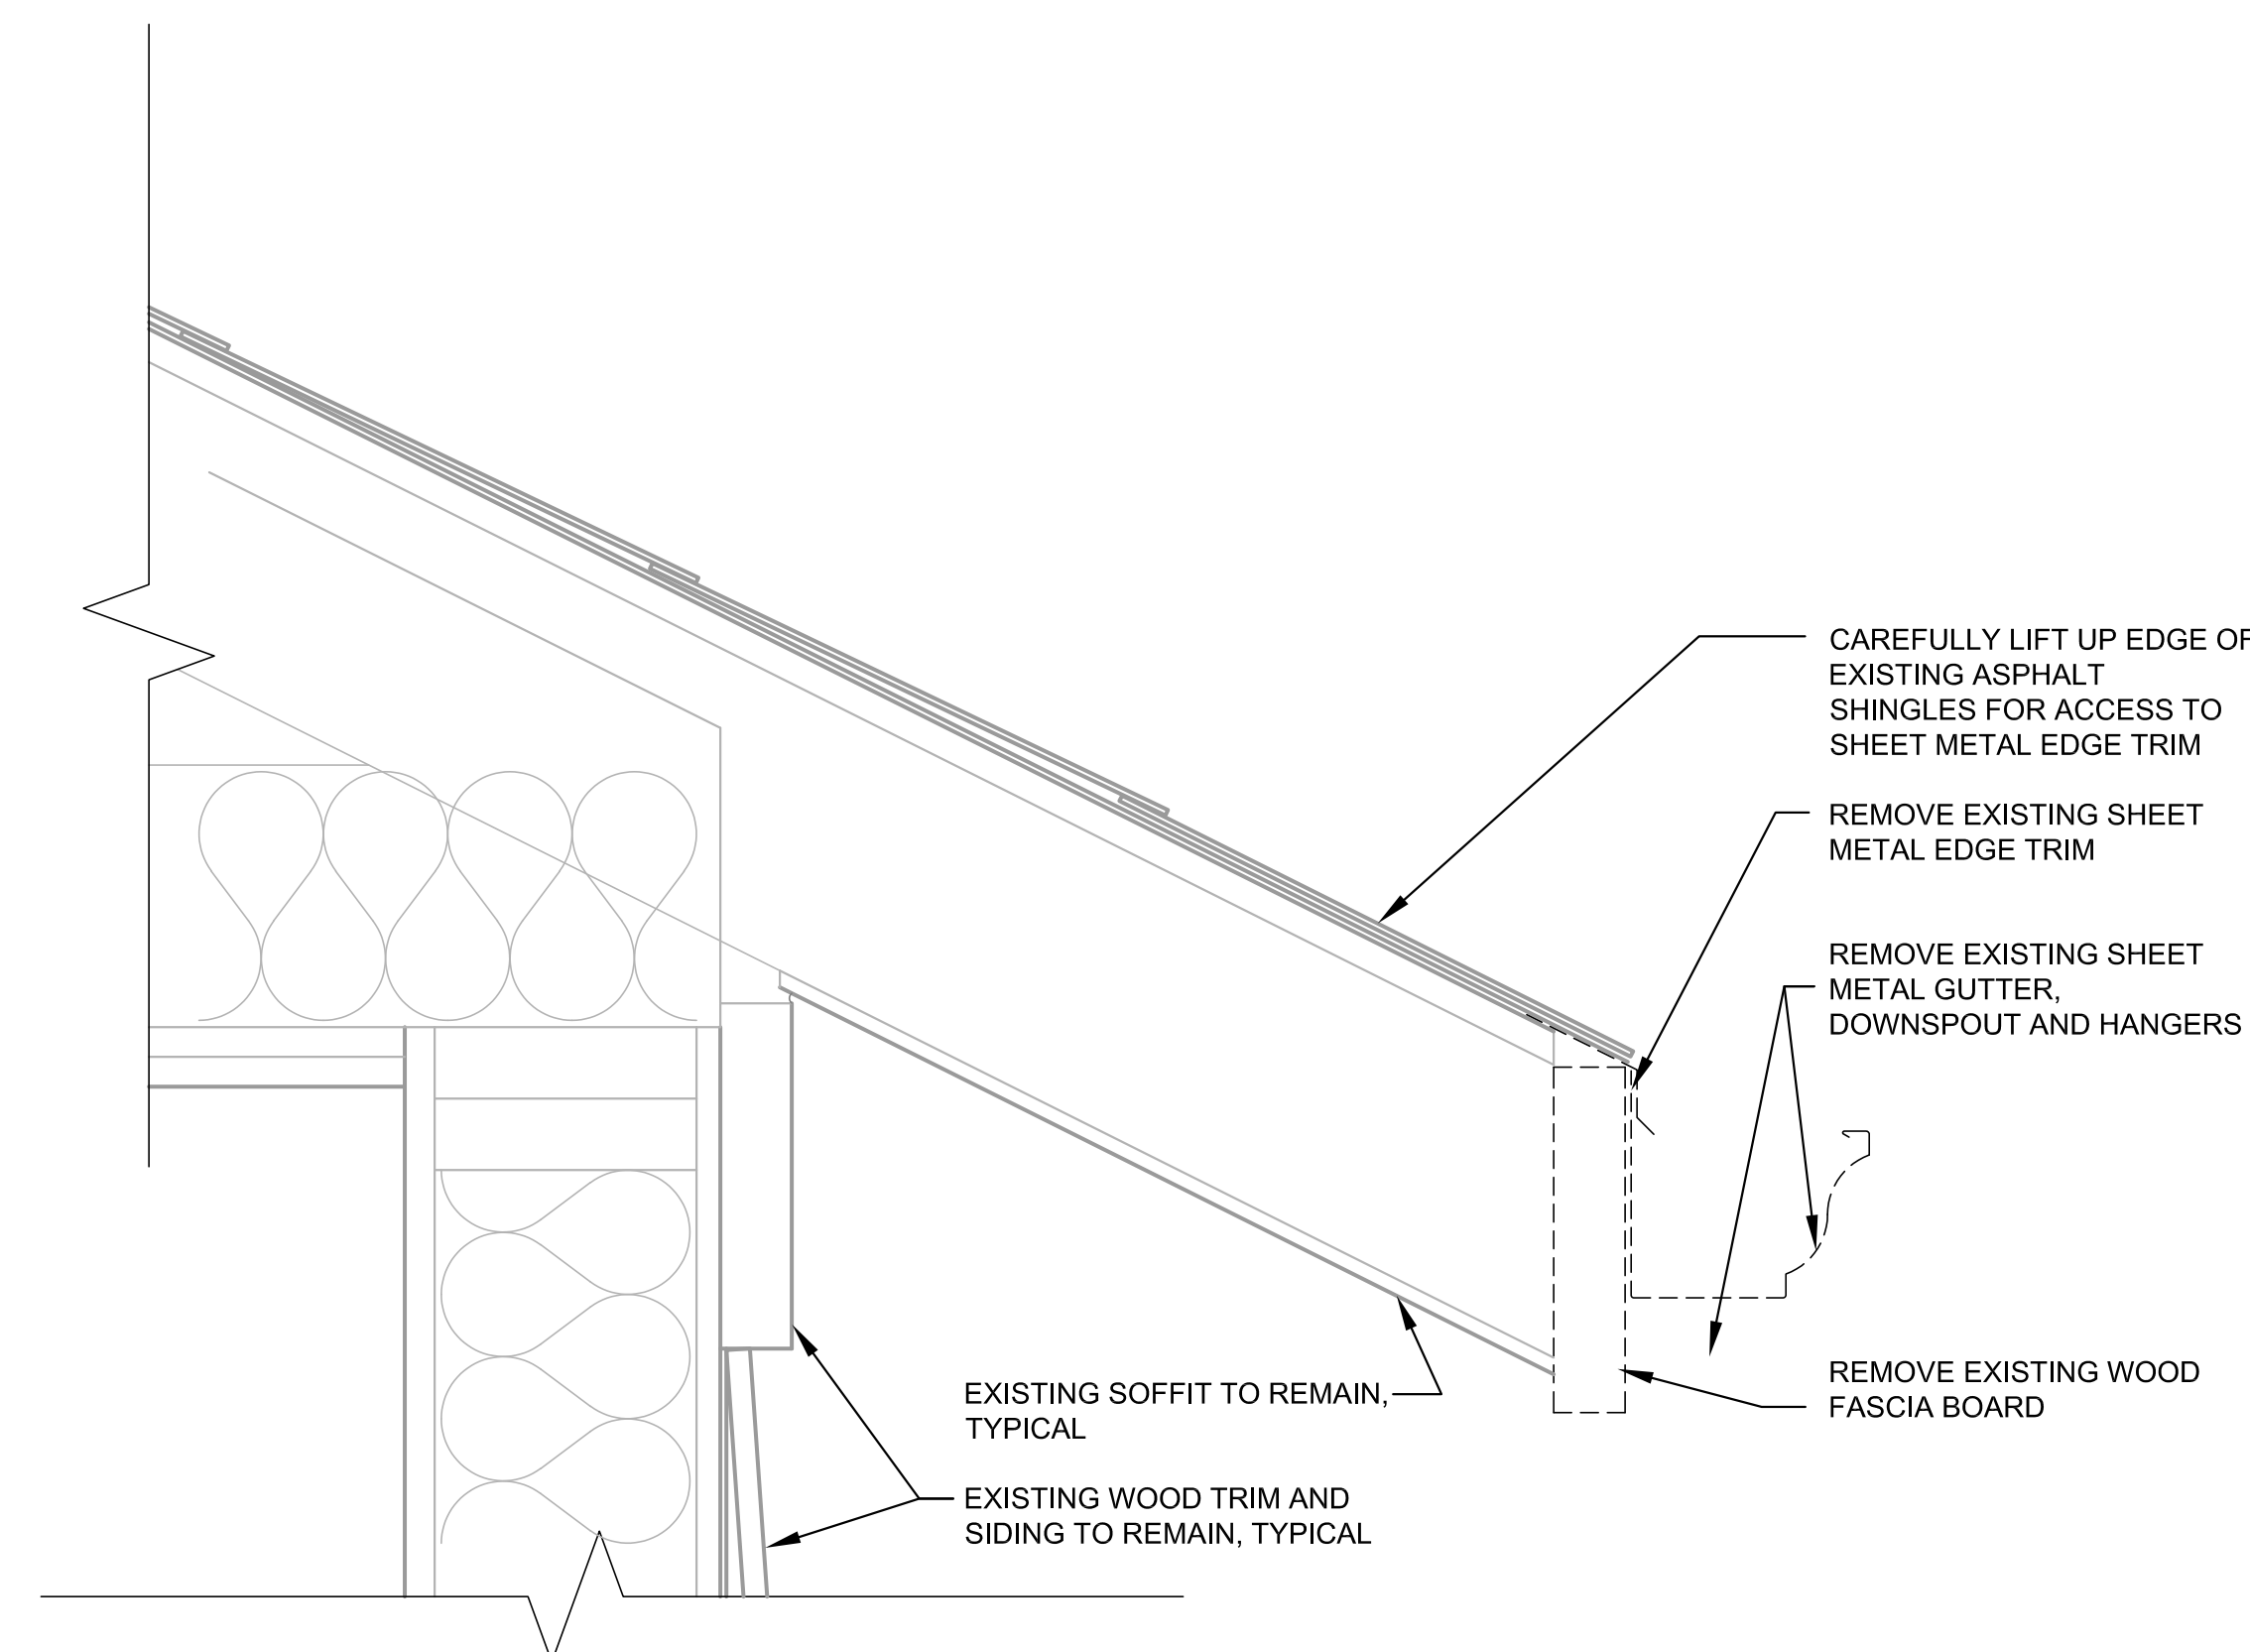 CAREFULLY LIFT UP EDGE OF
EXISTING ASPHALT
SHINGLES FOR ACCESS TO
SHEET METAL EDGE TRIM
REMOVE EXISTING SHEET
METAL EDGE TRIM
REMOVE EXISTING SHEET
METAL GUTTER,
DOWNSPOUT AND HANGERS
REMOVE EXISTING WOOD
FASCIA BOARD
EXISTING SOFFIT TO REMAIN,
TYPICAL
EXISTING WOOD TRIM AND
SIDING TO REMAIN, TYPICAL